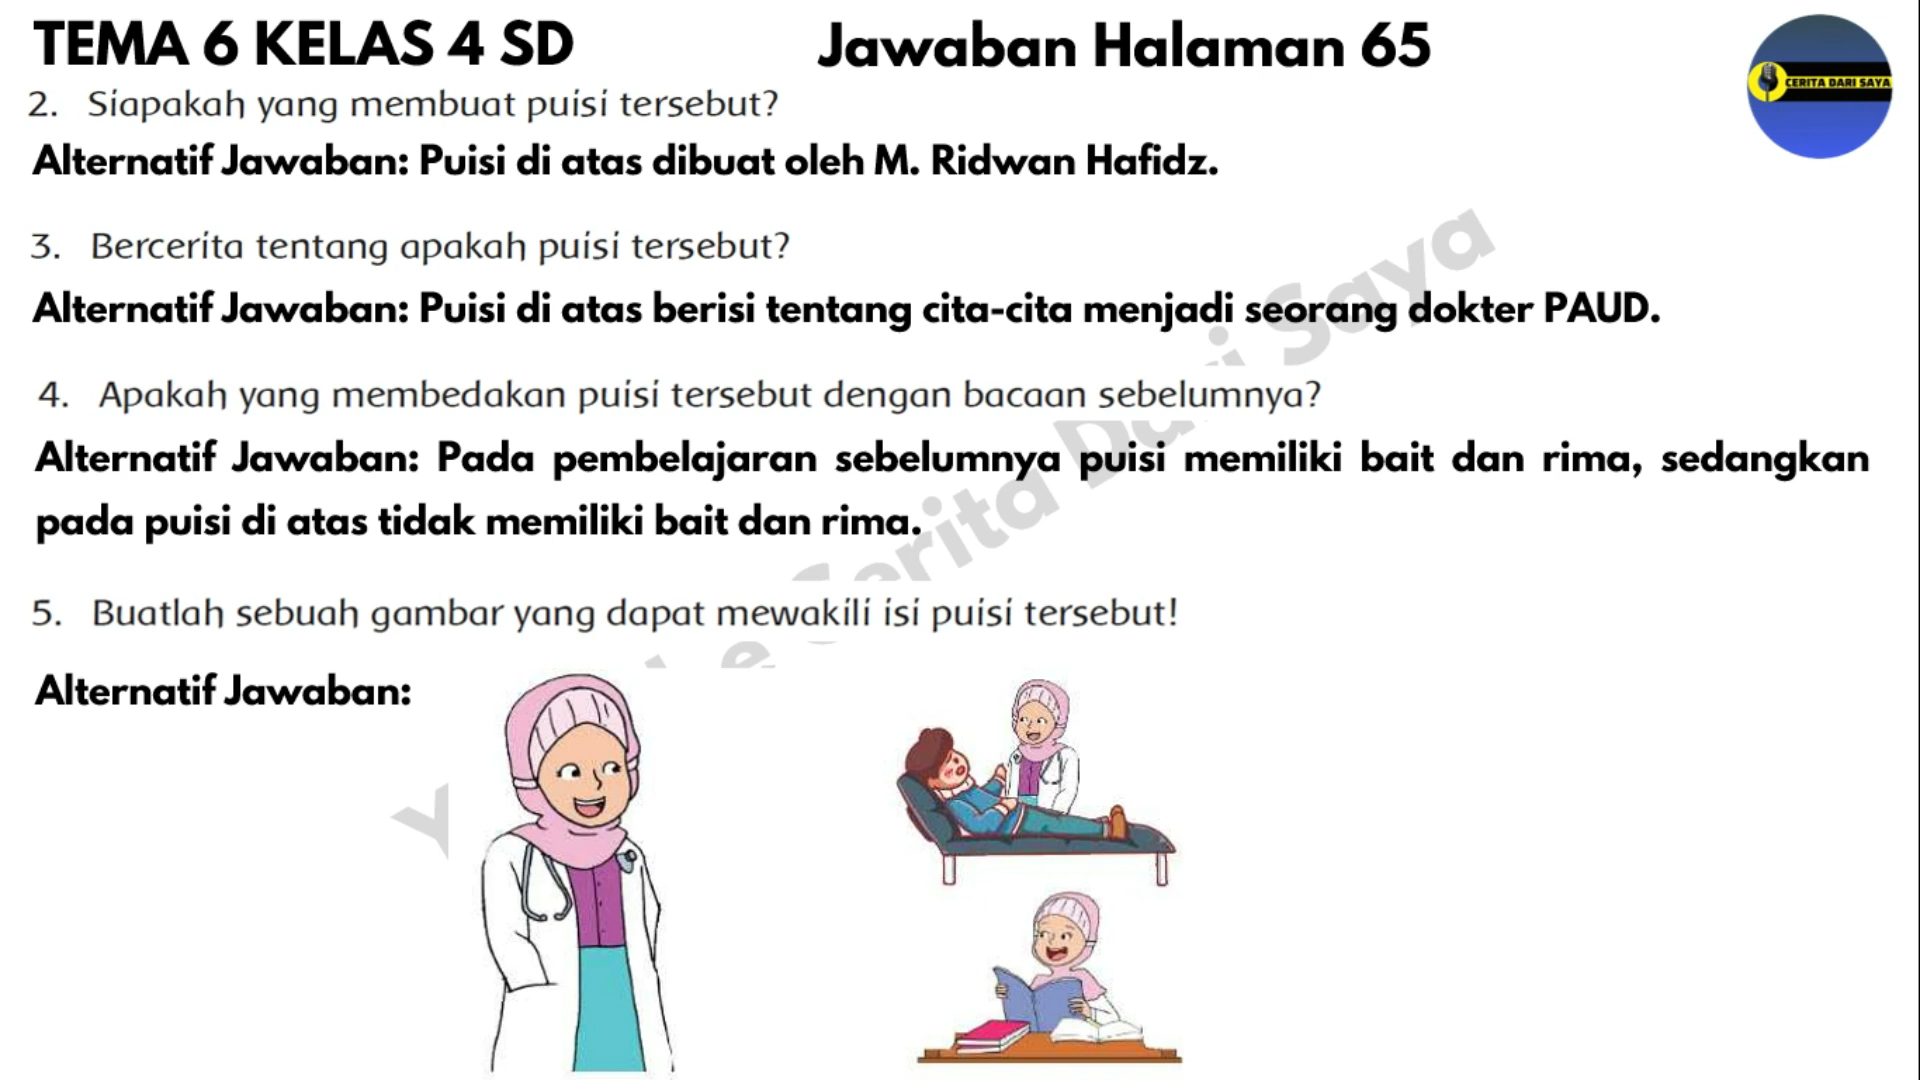 TEMA 6 KELAS 4 SD
Jawaban Halaman 65
CERITA DARI SAYA
2. Siapakah yang membuat puisi tersebut?
Alternatif Jawaban: Puisi di atas dibuat oleh M. Ridwan Hafidz.
3. Bercerita tentang apakah puisi tersebut?
Alternatif Jawaban: Puisi di atas berisi tentang cita-cita menjadi seorang dokter PAUD.
4. Apakah yang membedakan puisi tersebut dengan bacaan sebelumnya?
Alternatif Jawaban: Pada pembelajaran sebelumnya puisi memiliki bait dan rima, sedangkan
pada puisi di atas tidak memiliki bait dan rima.
5. Buatlah sebuah gambar yang dapat mewakili isi puisi tersebut!
Alternatif Jawaban:
Cerita Dari Saya